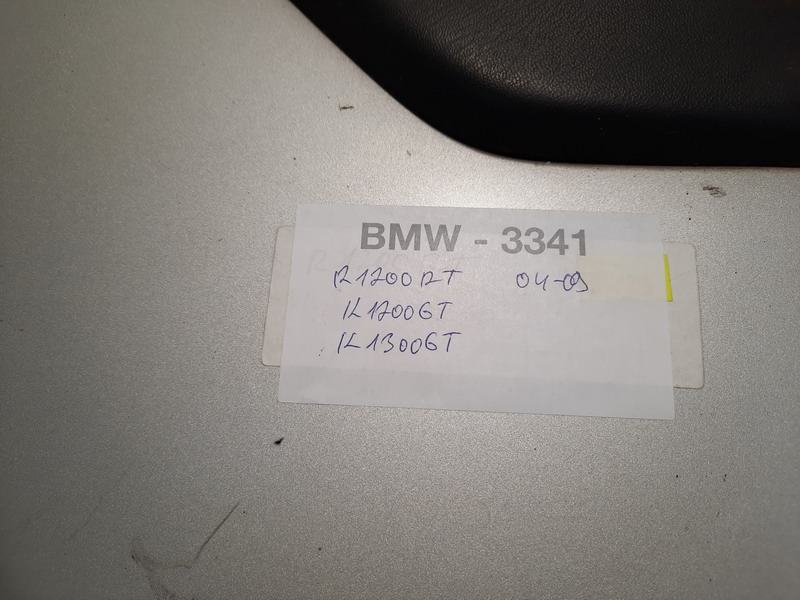 BMW - 3341
R1200RT 04-09
K1200GT
K1300GT